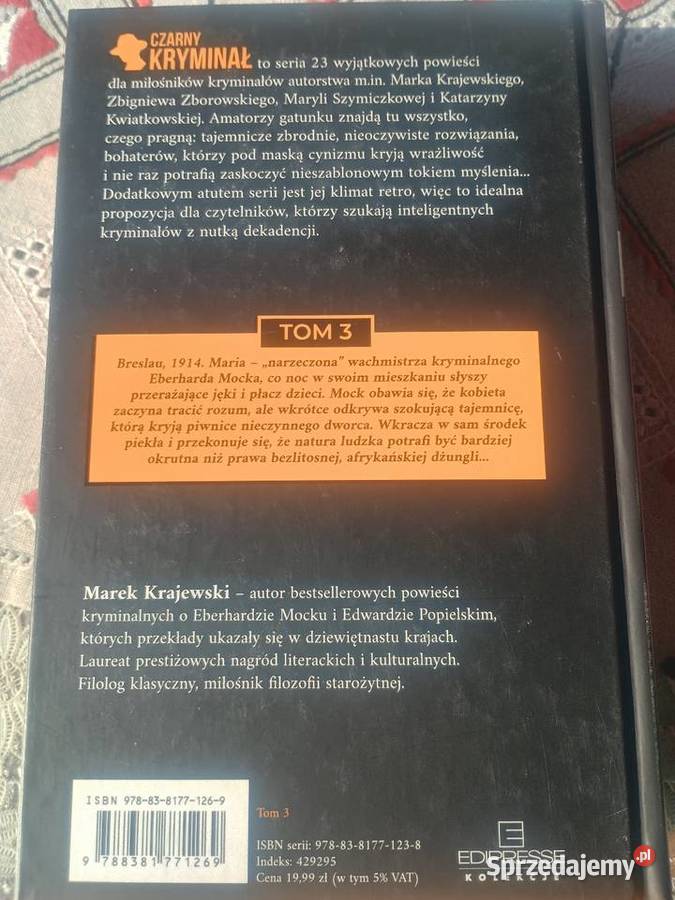 CZARNY
KRYMINAŁ to seria 23 wyjątkowych powieści
dla miłośników kryminałów autorstwa m.in. Marka Krajewskiego,
Zbigniewa Zborowskiego, Maryli Szymiczkowej i Katarzyny
Kwiatkowskiej. Amatorzy gatunku znajdą tu wszystko,
czego pragną: tajemnicze zbrodnie, nieoczywiste rozwiązania,
bohaterów, którzy pod maską cynizmu kryją wrażliwość
i nie raz potrafią zaskoczyć nieszablonowym tokiem myślenia...
Dodatkowym atutem serii jest jej klimat retro, więc to idealna
propozycja dla czytelników, którzy szukają inteligentnych
kryminałów z nutką dekadencji.
TOM 3
Breslau, 1914. Maria – „narzeczona” wachmistrza kryminalnego
Eberharda Mocka, co noc w swoim mieszkaniu słyszy
przerażające jęki i płacz dzieci. Mock obawia się, że kobieta
zaczyna tracić rozum, ale wkrótce odkrywa szokującą tajemnicę,
którą kryją piwnice nieczynnego dworca. Wkracza w sam środek
piekła i przekonuje się, że natura ludzka potrafi być bardziej
okrutna niż prawa bezlitosnej, afrykańskiej dżungli...
Marek Krajewski – autor bestsellerowych powieści
kryminalnych o Eberhardzie Mocku i Edwardzie Popielskim,
których przekłady ukazały się w dziewiętnastu krajach.
Laureat prestiżowych nagród literackich i kulturalnych.
Filolog klasyczny, miłośnik filozofii starożytnej.
ISBN 978-83-8177-126-9
9 788381 771269
Tom 3
ISBN serii: 978-83-8177-123-8
Indeks: 429295
Cena 19,99 zł (w tym 5% VAT)
EDIPRESSE
KOLEKCJE
Sprzedajemy.pl